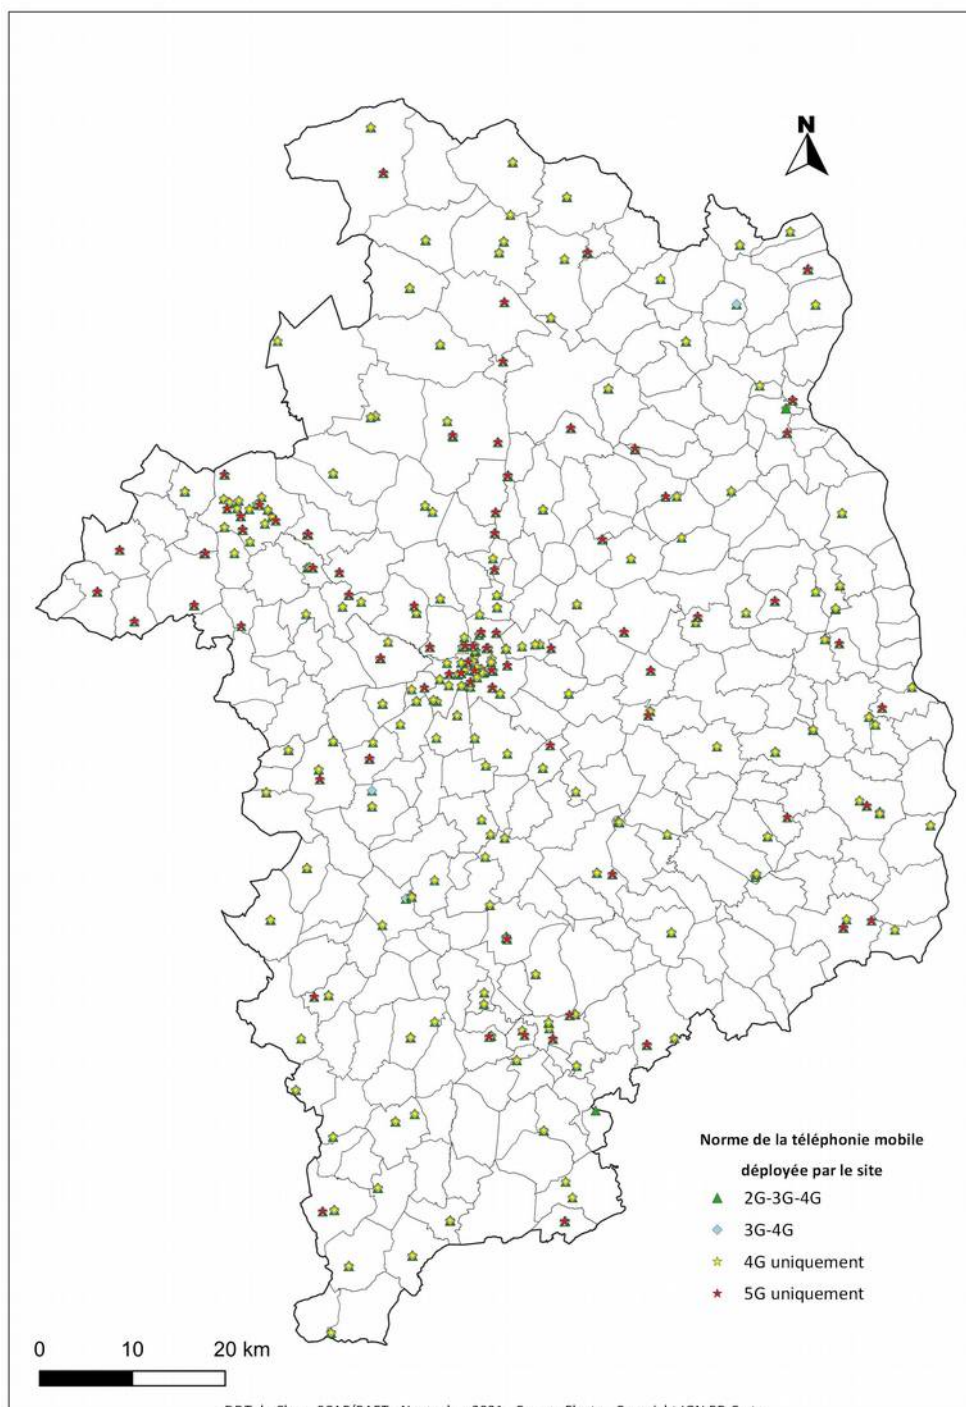 N
Norme de la téléphonie mobile
déployée par le site
2G-3G-4G
3G-4G
4G uniquement
5G uniquement
0 10 20 km